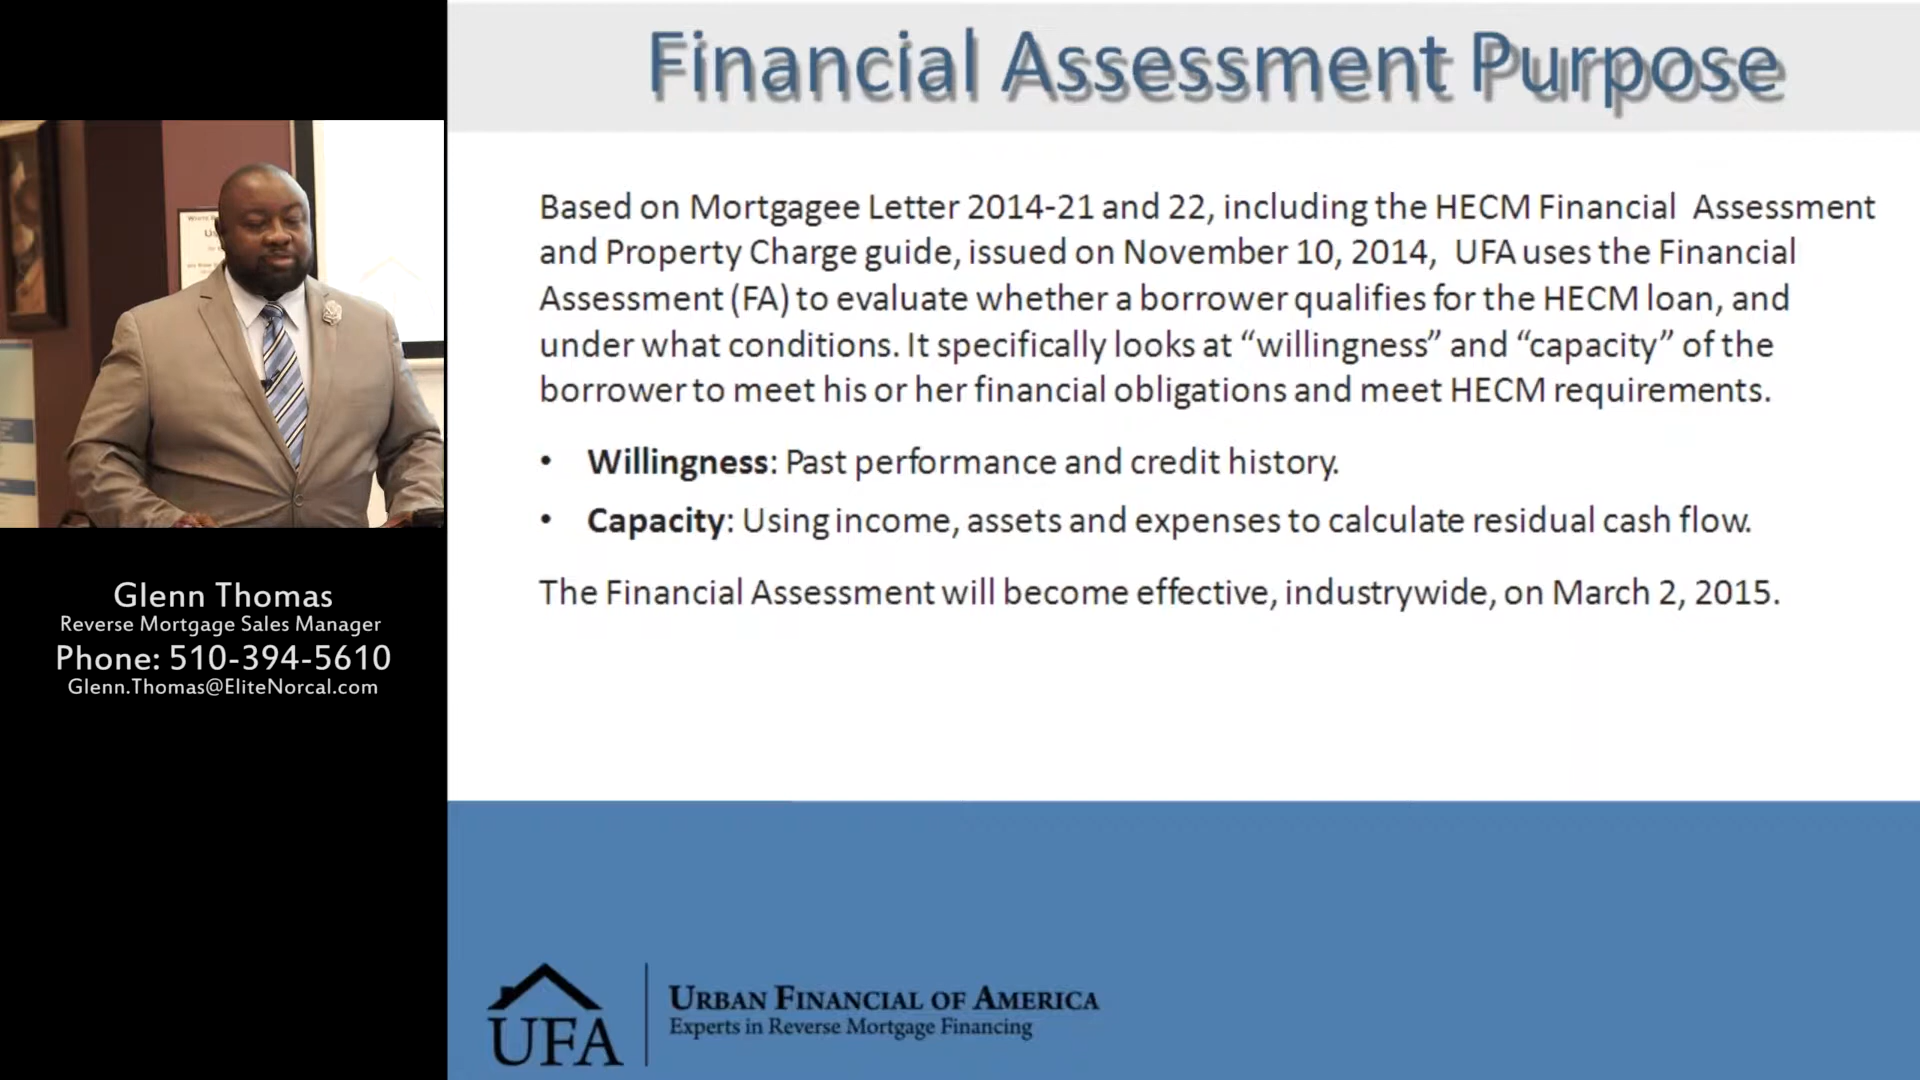 Financial Assessment Purpose
Based on Mortgagee Letter 2014-21 and 22, including the HECM Financial Assessment
and Property Charge guide, issued on November 10, 2014, UFA uses the Financial
Assessment (FA) to evaluate whether a borrower qualifies for the HECM loan, and
under what conditions. It specifically looks at “willingness” and “capacity” of the
borrower to meet his or her financial obligations and meet HECM requirements.
• Willingness: Past performance and credit history.
• Capacity: Using income, assets and expenses to calculate residual cash flow.
The Financial Assessment will become effective, industrywide, on March 2, 2015.
Glenn Thomas
Reverse Mortgage Sales Manager
Phone: 510-394-5610
Glenn.Thomas@EliteNorcal.com
UFA
URBAN FINANCIAL OF AMERICA
Experts in Reverse Mortgage Financing